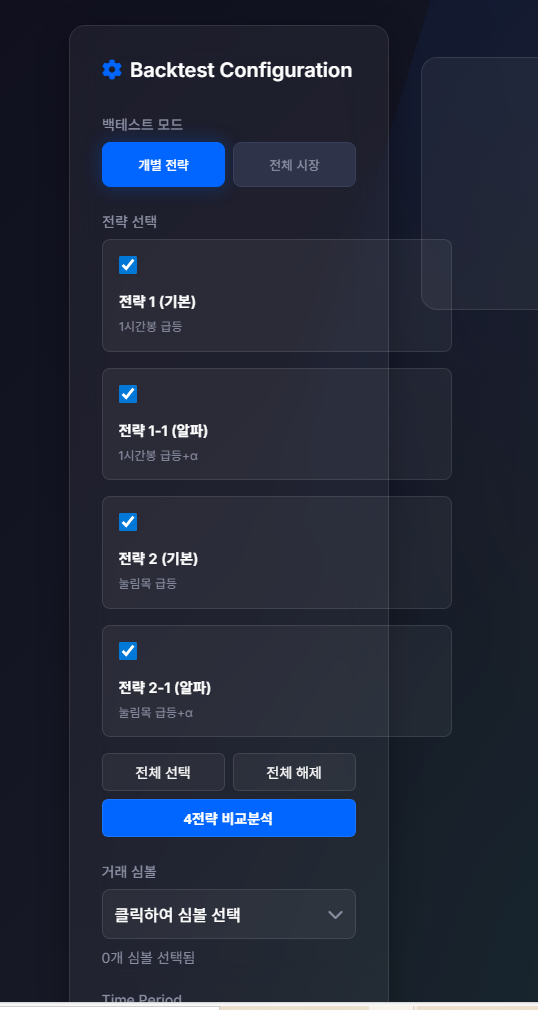 Backtest Configuration
백테스트 모드
개별 전략
전체 시장
전략 선택
전략 1 (기본)
1시간봉 급등
전략 1-1 (알파)
1시간봉 급등+α
전략 2 (기본)
눌림목 급등
전략 2-1 (알파)
눌림목 급등+α
전체 선택
전체 해제
4전략 비교분석
거래 심볼
클릭하여 심볼 선택
0개 심볼 선택됨
Time Period